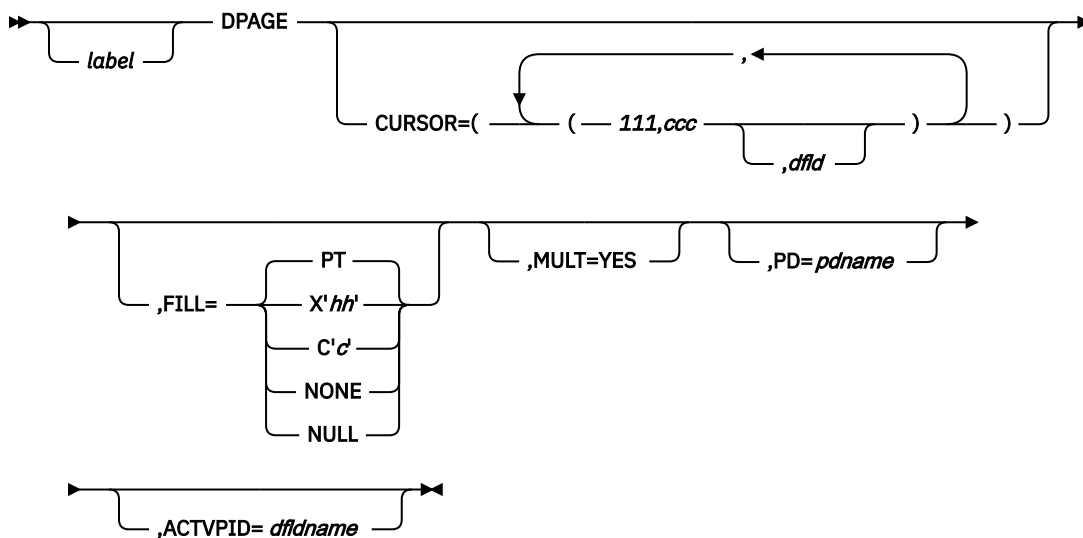 DPAGE
label
,
CURSOR=( ( 111,ccc ) )
,dfld
PT
,FILL= X'hh'
C'c'
NONE
NULL
,MULT=YES
,PD=pdname
,ACTVPID= dfldname